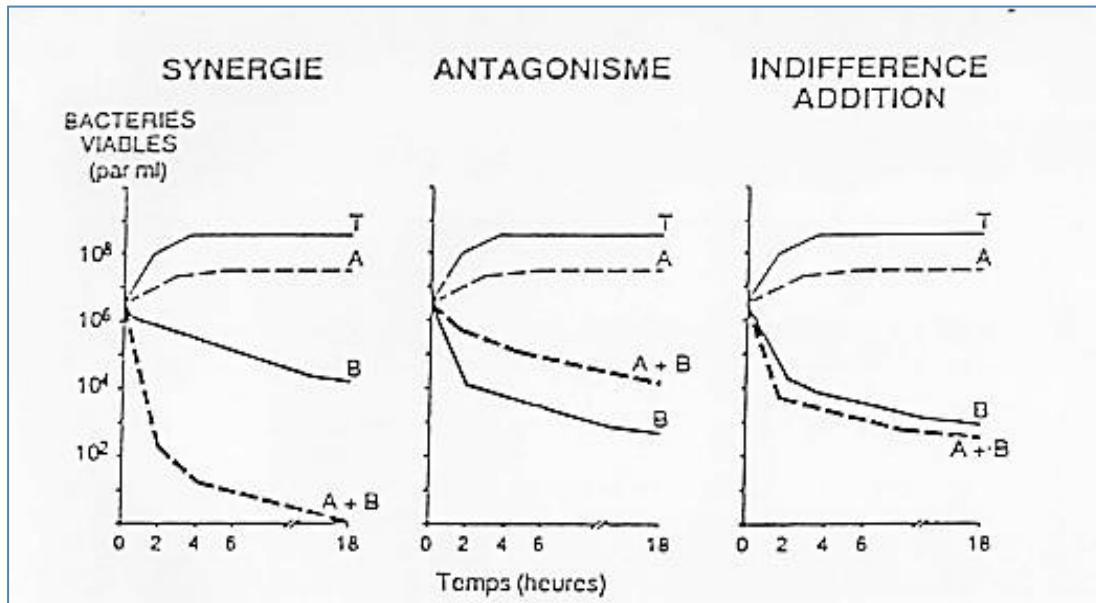 SYNERGIE
ANTAGONISME
INDIFFERENCE
ADDITION
BACTERIES
VIABLES
(par ml)
T
A
B
A + B
T
A
A + B
B
T
A
B
A + B
10⁸
10⁶
10⁴
10²
0 2 4 6 18
0 2 4 6 18
0 2 4 6 18
Temps (heures)